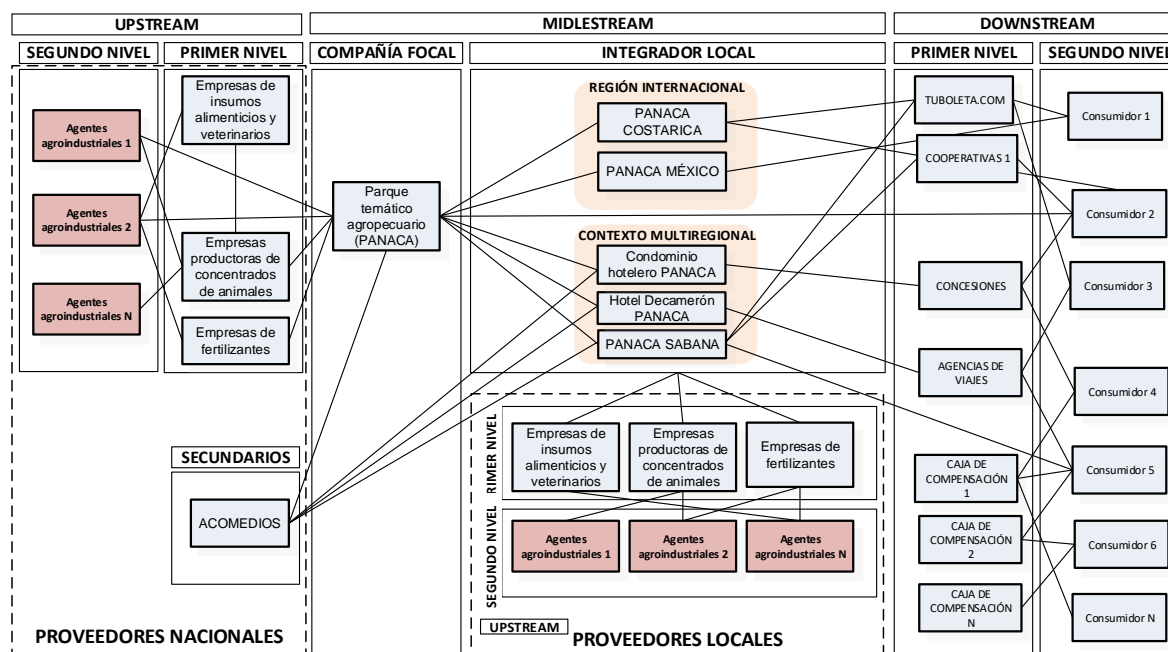 UPSTREAM
MIDLESTREAM
DOWNSTREAM
SEGUNDO NIVEL
PRIMER NIVEL
COMPAÑÍA FOCAL
INTEGRADOR LOCAL
PRIMER NIVEL
SEGUNDO NIVEL
Agentes
agroindustriales
1
Agentes
agroindustriales 2
Agentes
agroindustriales N
Empresas de
insumos
alimenticios y
veterinarios
Empresas
productoras de
concentrados
de animales
Empresas de
fertilizantes
SECUNDARIOS
ACOMEDIOS
PROVEEDORES NACIONALES
Parque
temático
agropecuario
(PANACA)
REGIÓN INTERNACIONAL
PANACA
COSTARICA
PANACA MÉXICO
CONTEXTO MULTIREGIONAL
Condominio
hotelero PANACA
Hotel Decamerón
PANACA
PANACA SABANA
RIMER NIVEL
Empresas de
insumos
alimenticios y
veterinarios
Empresas
productoras de
concentrados
de animales
Empresas de
fertilizantes
SEGUNDO NIVEL
Agentes
agroindustriales 1
Agentes
agroindustriales 2
Agentes
agroindustriales N
UPSTREAM
PROVEEDORES LOCALES
TUBOLETA.COM
COOPERATIVAS 1
CONCESIONES
AGENCIAS DE
VIAJES
CAJA DE
COMPENSACIÓN
1
CAJA DE
COMPENSACIÓN
2
CAJA DE
COMPENSACIÓN
N
Consumidor 1
Consumidor 2
Consumidor 3
Consumidor 4
Consumidor 5
Consumidor 6
Consumidor N